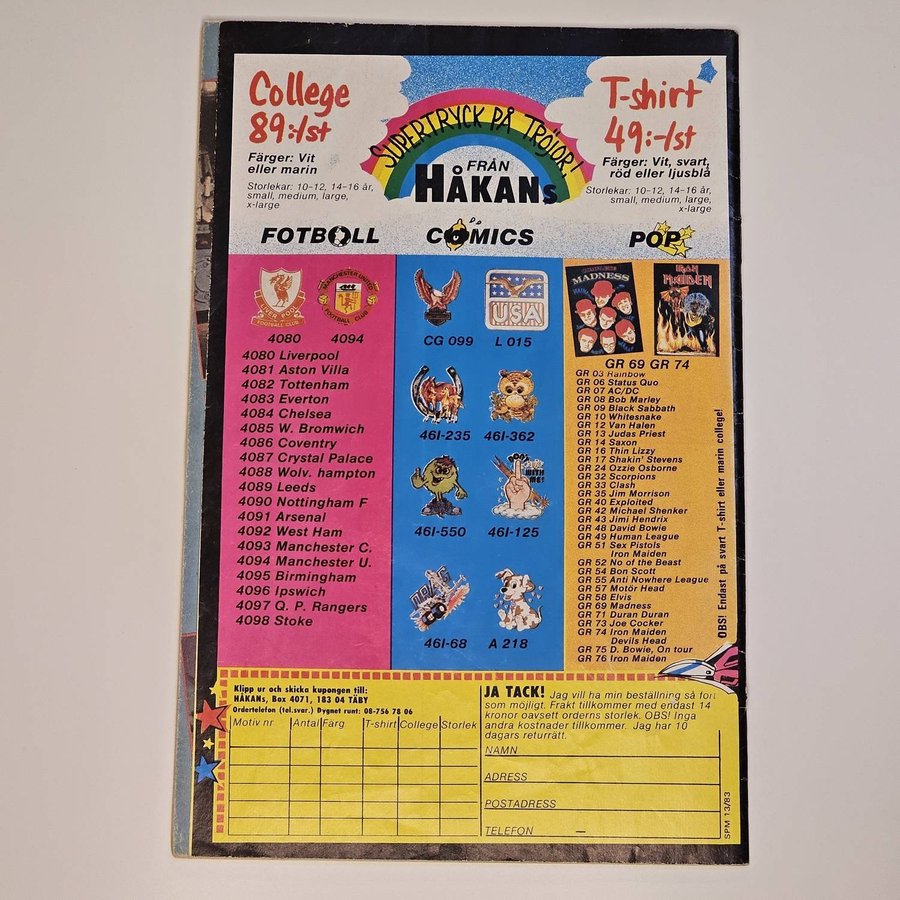 College
89:-/st
Färger: Vit
eller marin
Storlekar: 10-12, 14-16 år,
small, medium, large,
x-large
SUPERTRYCK PÅ TRÖJOR!
FRÅN
HÅKANs
T-shirt
49:-/st
Färger: Vit, svart,
röd eller ljusblå
Storlekar: 10-12, 14-16 år,
small, medium, large,
x-large
FOTBOLL
MANCHESTER UNITED
FOOTBALL CLUB
FOOTBALL CLUB
4080 4094
4080 Liverpool
4081 Aston Villa
4082 Tottenham
4083 Everton
4084 Chelsea
4085 W. Bromwich
4086 Coventry
4087 Crystal Palace
4088 Wolv. hampton
4089 Leeds
4090 Nottingham F
4091 Arsenal
4092 West Ham
4093 Manchester C.
4094 Manchester U.
4095 Birmingham
4096 Ipswich
4097 Q. P. Rangers
4098 Stoke
COMICS
USA
CG 099 L 015
46I-235 46I-362
WITH
ME!
46I-550 46I-125
46I-68 A 218
POP
COMPLETE
MADNESS
IRON
MAIDEN
GR 69 GR 74
GR 03 Rainbow
GR 06 Status Quo
GR 07 AC/DC
GR 08 Bob Marley
GR 09 Black Sabbath
GR 10 Whitesnake
GR 12 Van Halen
GR 13 Judas Priest
GR 14 Saxon
GR 16 Thin Lizzy
GR 17 Shakin' Stevens
GR 24 Ozzie Osborne
GR 32 Scorpions
GR 33 Clash
GR 35 Jim Morrison
GR 40 Exploited
GR 42 Michael Shenker
GR 43 Jimi Hendrix
GR 48 David Bowie
GR 49 Human League
GR 51 Sex Pistols
Iron Maiden
GR 52 No of the Beast
GR 54 Bon Scott
GR 55 Anti Nowhere League
GR 57 Motör Head
GR 58 Elvis
GR 69 Madness
GR 71 Duran Duran
GR 73 Joe Cocker
GR 74 Iron Maiden
Devils Head
GR 75 D. Bowie, On tour
GR 76 Iron Maiden
OBS! Endast på svart T-shirt eller marin college!
Klipp ur och skicka kupongen till:
HÅKANs, Box 4071, 183 04 TÄBY
Ordertelefon (tel.svar.) Dygnet runt: 08-756 78 06
Motiv nr Antal Färg T-shirt College Storlek
JA TACK! Jag vill ha min beställning så fort
som möjligt. Frakt tillkommer med endast 14
kronor oavsett orderns storlek. OBS! Inga
andra kostnader tillkommer. Jag har 10
dagars returrätt.
NAMN
ADRESS
POSTADRESS
TELEFON
SPM 13/83